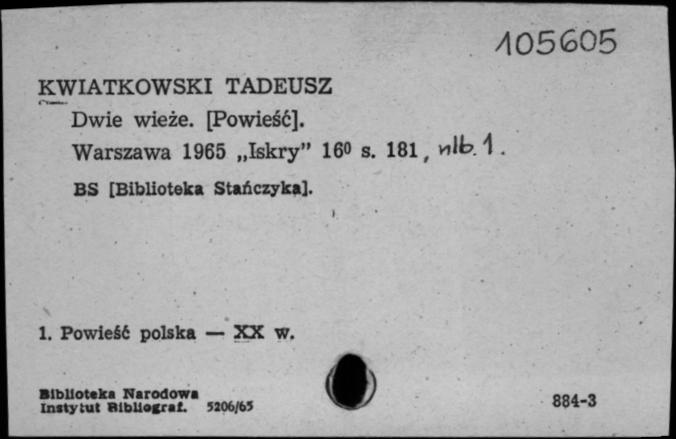 105605
KWIATKOWSKI TADEUSZ
Dwie wieże. [Powieść].
Warszawa 1965 „Iskry” 16⁰ s. 181, nlb. 1.
BS [Biblioteka Stańczyka].
1. Powieść polska — XX w.
Biblioteka Narodowa
Instytut Bibliograf. 5206/65
884-3